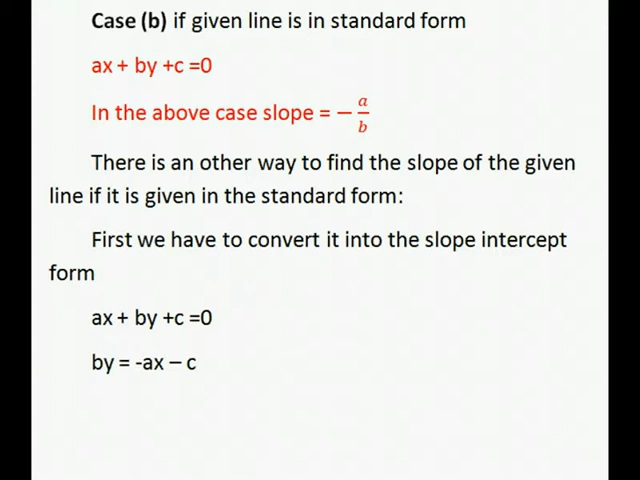 Case (b) if given line is in standard form
ax + by +c =0
In the above case slope = − a/b
There is an other way to find the slope of the given
line if it is given in the standard form:
First we have to convert it into the slope intercept
form
ax + by +c =0
by = -ax – c